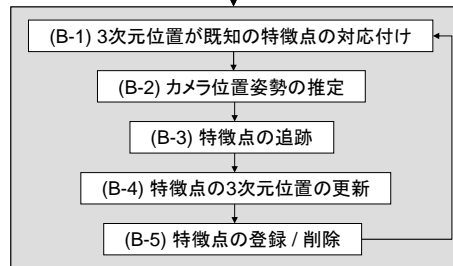 (B-1) 3次元位置が既知の特徴点の対応付け
(B-2) カメラ位置姿勢の推定
(B-3) 特徴点の追跡
(B-4) 特徴点の3次元位置の更新
(B-5) 特徴点の登録 / 削除